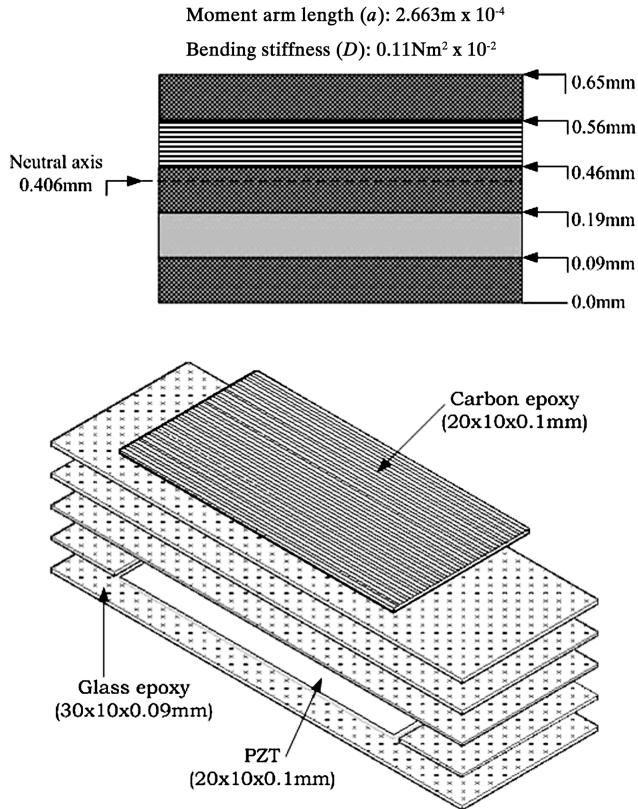 Moment arm length (a): 2.663m x 10⁻⁴
Bending stiffness (D): 0.11Nm² x 10⁻²
0.65mm
0.56mm
Neutral axis
0.406mm
0.46mm
0.19mm
0.09mm
0.0mm
Carbon epoxy
(20x10x0.1mm)
Glass epoxy
(30x10x0.09mm)
PZT
(20x10x0.1mm)